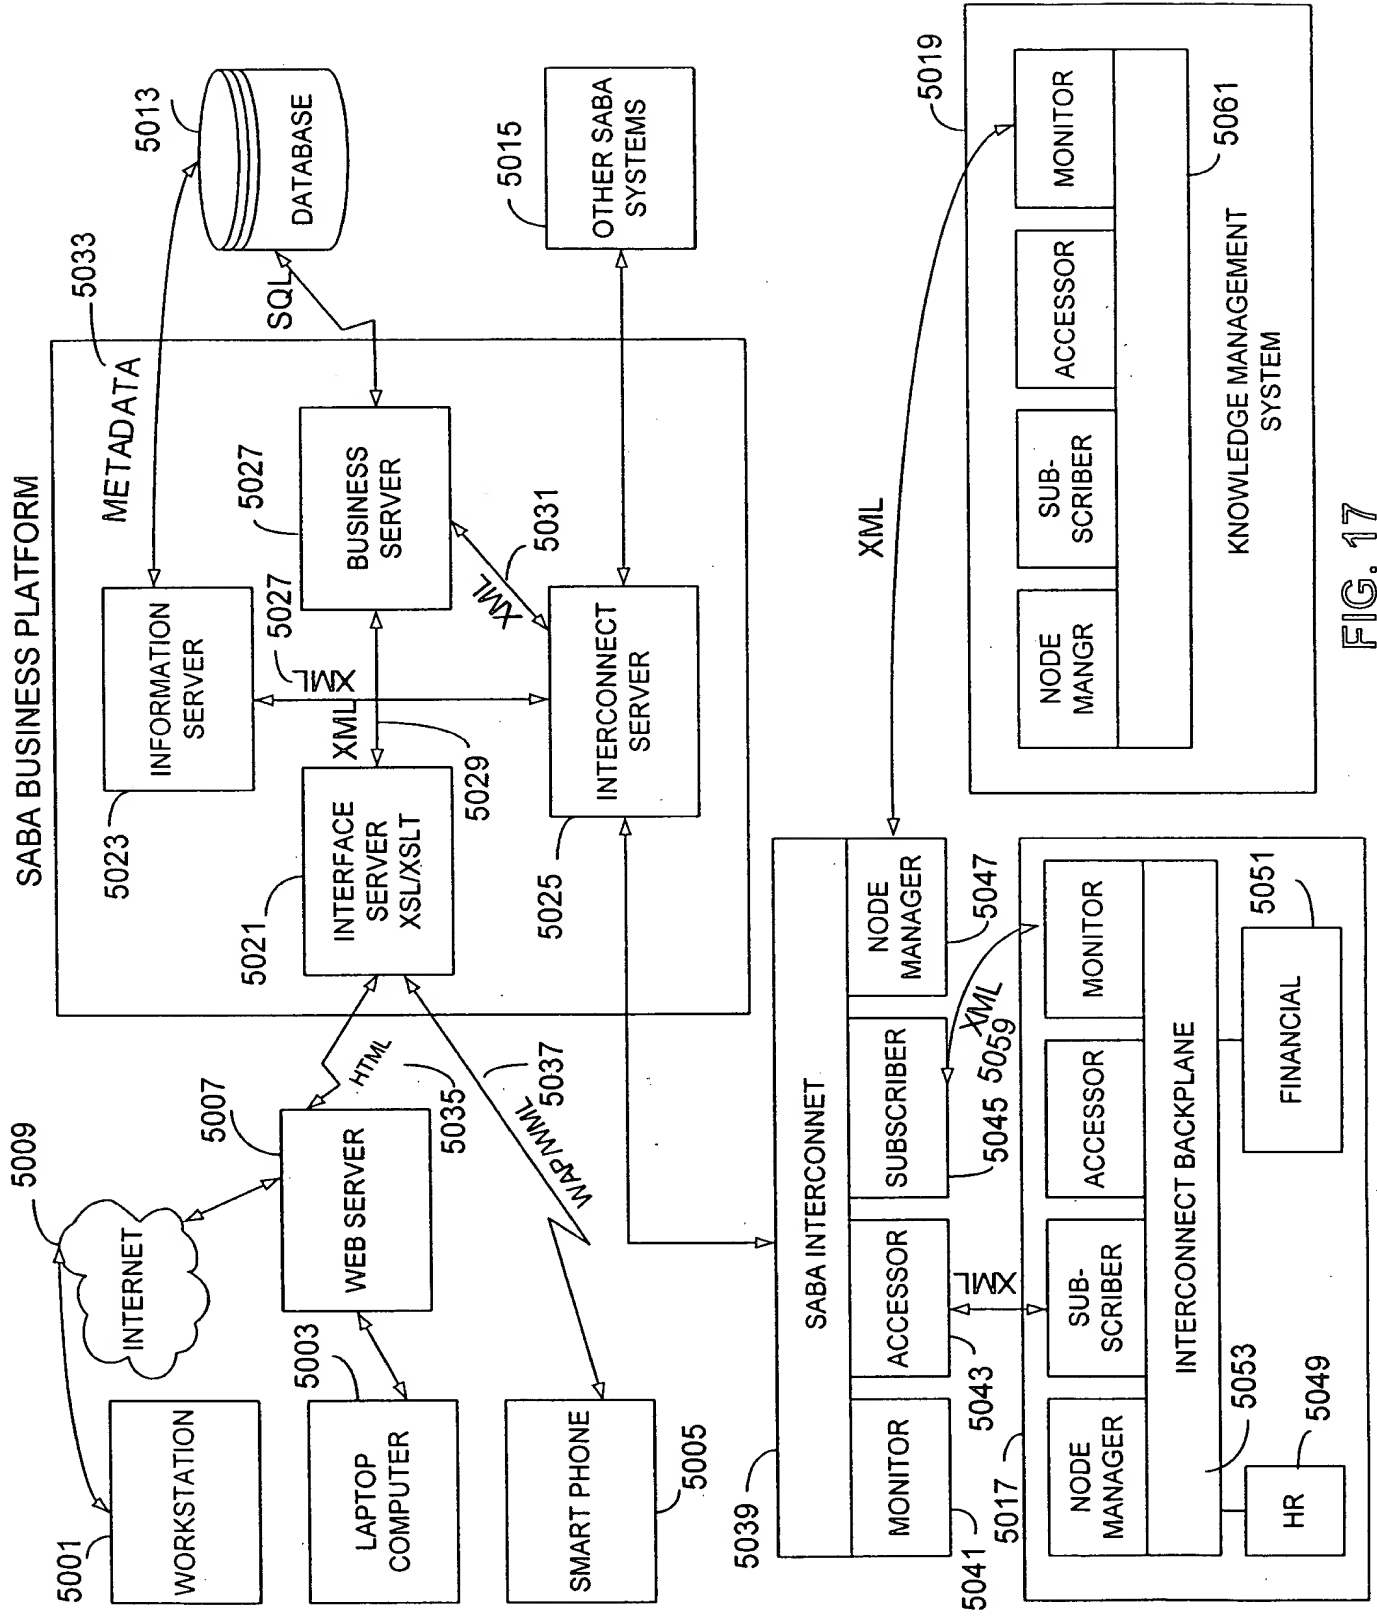 SABA BUSINESS PLATFORM
5009
INTERNET
5001
WORKSTATION
5007
WEB SERVER
5003
LAPTOP
COMPUTER
SMART PHONE
5005
HTML
5035
5037
WAP/WML
5023
INFORMATION
SERVER
METADATA
5033
5013
DATABASE
SQL
5021
INTERFACE
SERVER
XSL/XSLT
5029
XML
XML
5027
5027
BUSINESS
SERVER
XML
5031
5025
INTERCONNECT
SERVER
5015
OTHER SABA
SYSTEMS
5039
SABA INTERCONNET
MONITOR
ACCESSOR
SUBSCRIBER
NODE
MANAGER
5041
5043
5045
5047
XML
XML
5059
XML
5017
NODE
MANAGER
SUB-
SCRIBER
ACCESSOR
MONITOR
INTERCONNECT BACKPLANE
5053
HR
5049
FINANCIAL
5051
5019
NODE
MANGR
SUB-
SCRIBER
ACCESSOR
MONITOR
5061
KNOWLEDGE MANAGEMENT
SYSTEM
FIG. 17